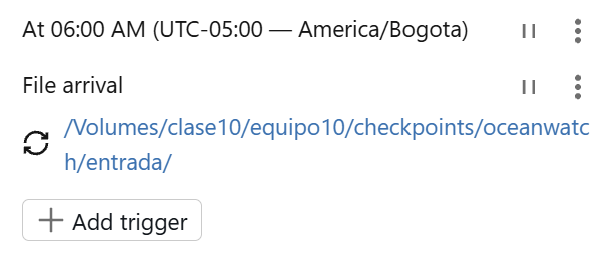 At 06:00 AM (UTC-05:00 — America/Bogota)
File arrival
/Volumes/clase10/equipo10/checkpoints/oceanwatc
h/entrada/
Add trigger